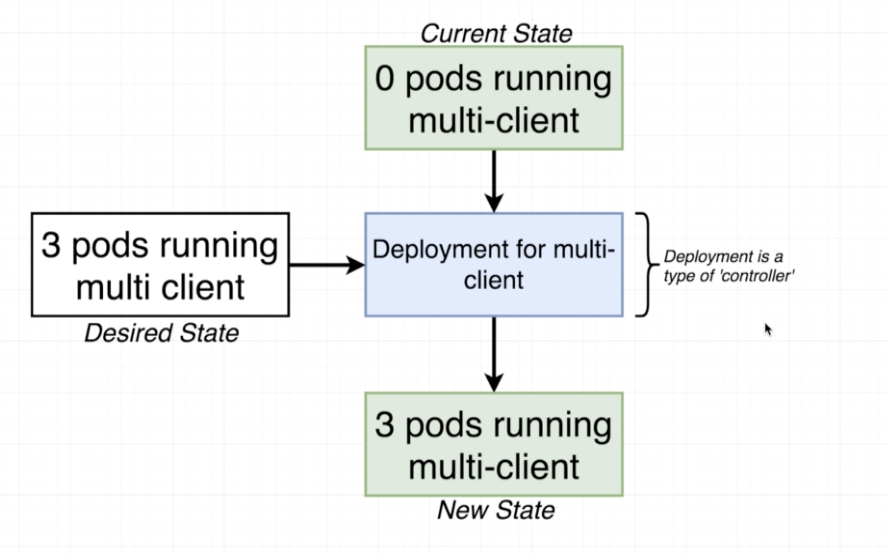 Current State
0 pods running
multi-client
3 pods running
multi client
Desired State
Deployment for multi-
client
Deployment is a
type of 'controller'
3 pods running
multi-client
New State